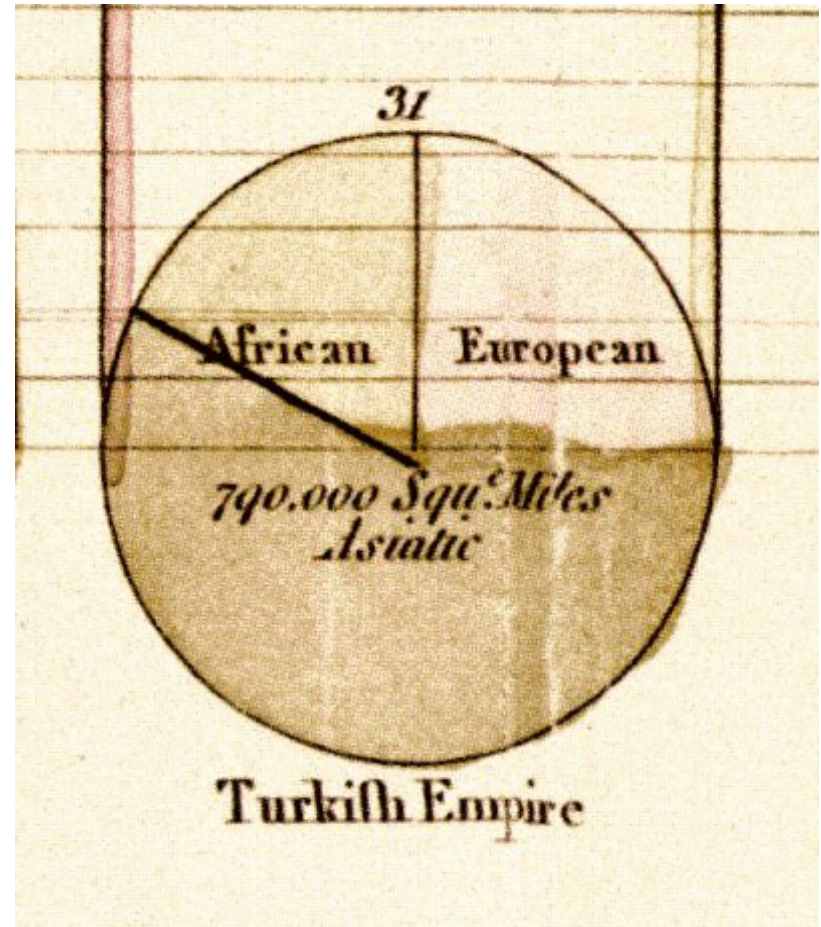 31
African European
790.000 Squ.ͤ Miles
Asiatic
Turkiſh Empire